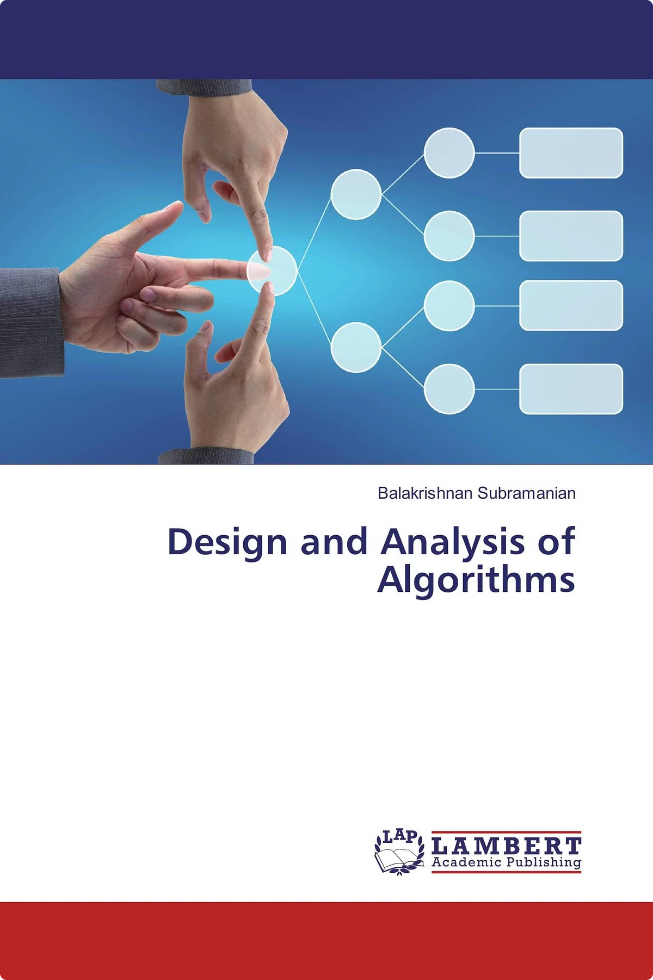 Balakrishnan Subramanian
Design and Analysis of
Algorithms
LAP
LAMBERT
Academic Publishing